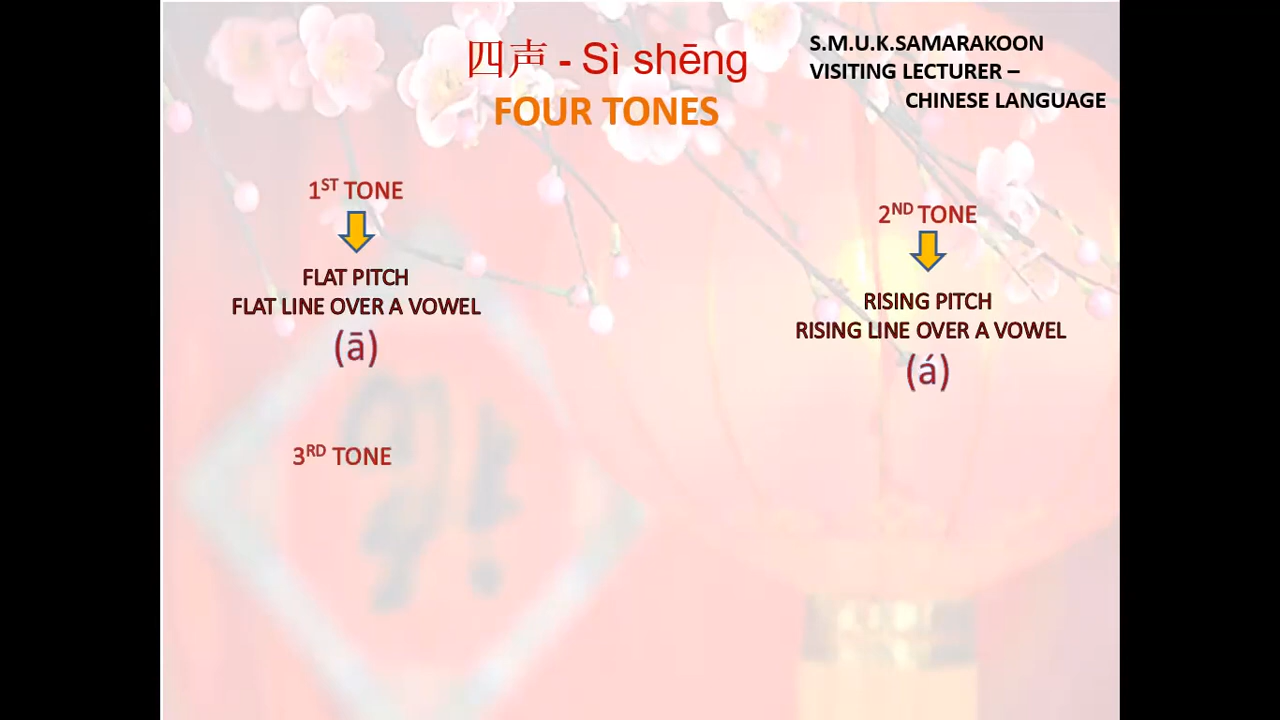 四声 - Sì shēng
FOUR TONES
S.M.U.K.SAMARAKOON
VISITING LECTURER –
CHINESE LANGUAGE
1ST TONE
FLAT PITCH
FLAT LINE OVER A VOWEL
(ā)
2ND TONE
RISING PITCH
RISING LINE OVER A VOWEL
(á)
3RD TONE